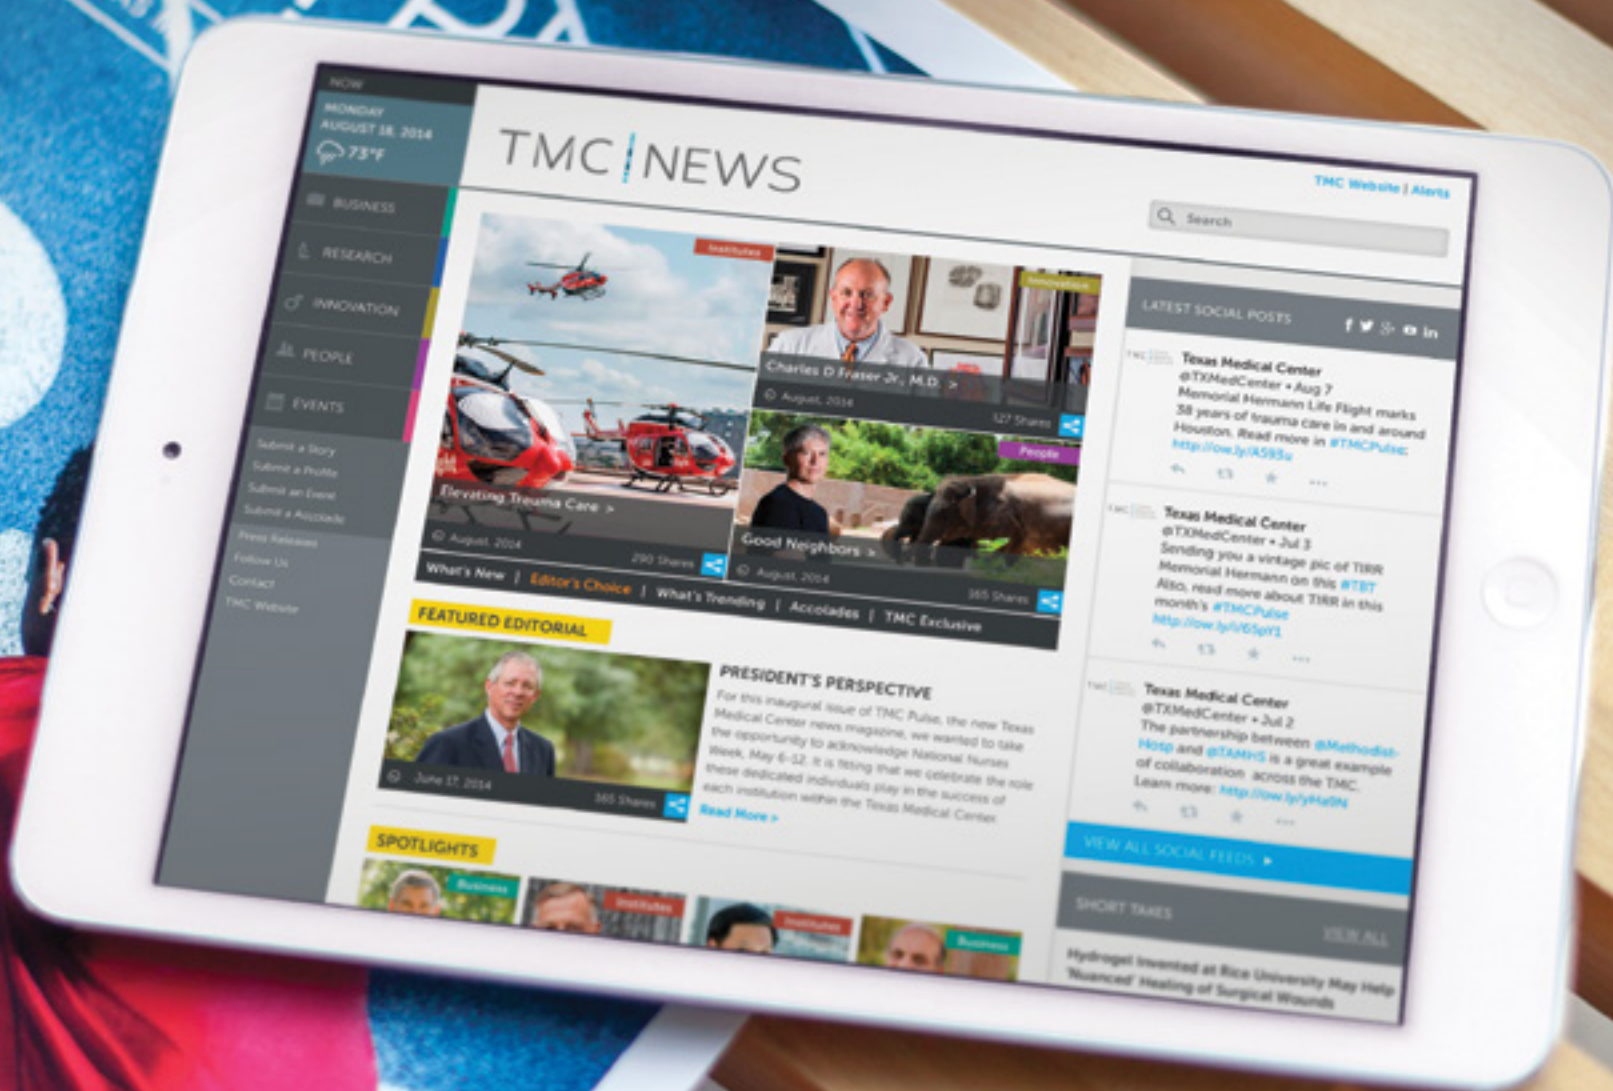 NOW
MONDAY
AUGUST 18, 2014
73°F
BUSINESS
RESEARCH
INNOVATION
PEOPLE
EVENTS
Submit a Story
Submit a Profile
Submit an Event
Submit a Accolade
Press Releases
Follow Us
Contact
TMC Website
TMC NEWS
TMC Website | Alerts
Search
Institutes
Elevating Trauma Care >
August, 2014
290 Shares
Innovation
Charles D Fraser Jr., M.D. >
August, 2014
127 Shares
People
Good Neighbors >
August, 2014
165 Shares
What's New | Editor's Choice | What's Trending | Accolades | TMC Exclusive
FEATURED EDITORIAL
June 17, 2014
165 Shares
PRESIDENT'S PERSPECTIVE
For this inaugural issue of TMC Pulse, the new Texas
Medical Center news magazine, we wanted to take
the opportunity to acknowledge National Nurses
Week, May 6-12. It is fitting that we celebrate the role
these dedicated individuals play in the success of
each institution within the Texas Medical Center.
Read More >
SPOTLIGHTS
Business
Institutes
Institutes
Business
LATEST SOCIAL POSTS
f g+ in
TMC
Texas Medical Center
@TXMedCenter • Aug 7
Memorial Hermann Life Flight marks
38 years of trauma care in and around
Houston. Read more in #TMCPulse:
http://ow.ly/A593u
TMC
Texas Medical Center
@TXMedCenter • Jul 3
Sending you a vintage pic of TIRR
Memorial Hermann on this #TBT
Also, read more about TIRR in this
month's #TMCPulse
TMC
Texas Medical Center
@TXMedCenter • Jul 2
The partnership between @Methodist-
Hosp and @TAMHS is a great example
of collaboration across the TMC.
Learn more:
VIEW ALL SOCIAL FEEDS
SHORT TAKES
VIEW ALL
Hydrogel Invented at Rice University May Help
'Nuanced' Healing of Surgical Wounds